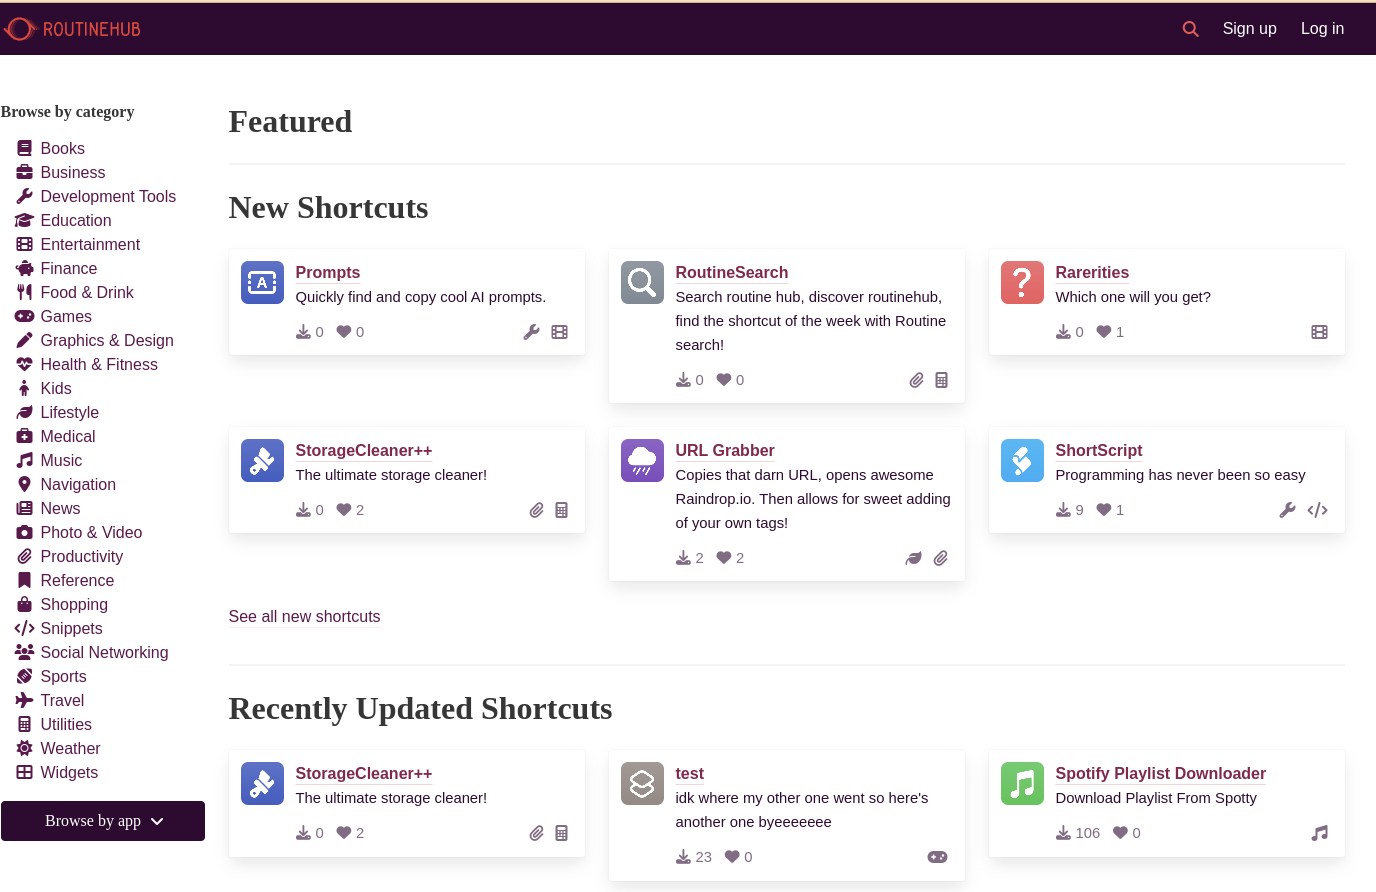 ROUTINEHUB
Sign up
Log in
Browse by category
Books
Business
Development Tools
Education
Entertainment
Finance
Food & Drink
Games
Graphics & Design
Health & Fitness
Kids
Lifestyle
Medical
Music
Navigation
News
Photo & Video
Productivity
Reference
Shopping
Snippets
Social Networking
Sports
Travel
Utilities
Weather
Widgets
Browse by app
Featured
New Shortcuts
A
Prompts
Quickly find and copy cool AI prompts.
0 0
RoutineSearch
Search routine hub, discover routinehub,
find the shortcut of the week with Routine
search!
0 0
?
Rarerities
Which one will you get?
0 1
StorageCleaner++
The ultimate storage cleaner!
0 2
URL Grabber
Copies that darn URL, opens awesome
Raindrop.io. Then allows for sweet adding
of your own tags!
2 2
ShortScript
Programming has never been so easy
9 1
See all new shortcuts
Recently Updated Shortcuts
StorageCleaner++
The ultimate storage cleaner!
0 2
test
idk where my other one went so here's
another one byeeeeeee
23 0
Spotify Playlist Downloader
Download Playlist From Spotty
106 0